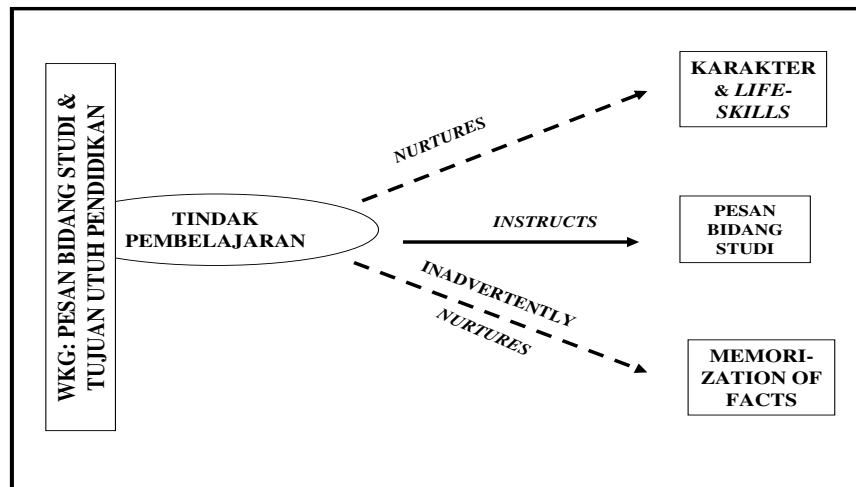 WKG: PESAN BIDANG STUDI &
TUJUAN UTUH PENDIDIKAN
TINDAK
PEMBELAJARAN
NURTURES
KARAKTER
& LIFE-
SKILLS
INSTRUCTS
PESAN
BIDANG
STUDI
INADVERTENTLY
NURTURES
MEMORI-
ZATION OF
FACTS